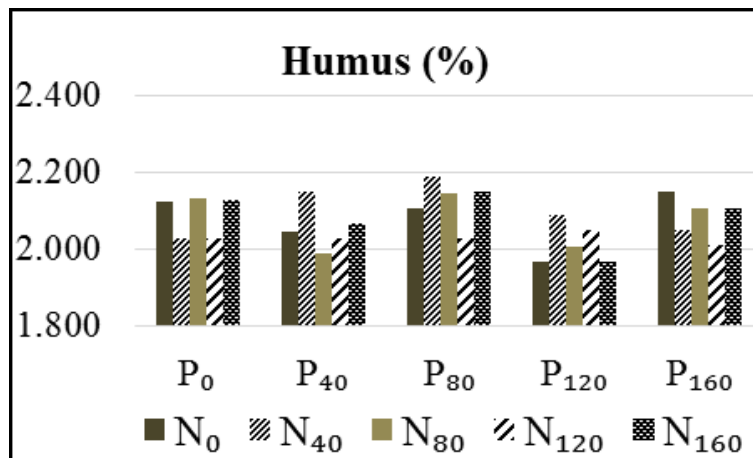 Humus (%)
2.400
2.200
2.000
1.800
P₀ P₄₀ P₈₀ P₁₂₀ P₁₆₀
N₀ N₄₀ N₈₀ N₁₂₀ N₁₆₀